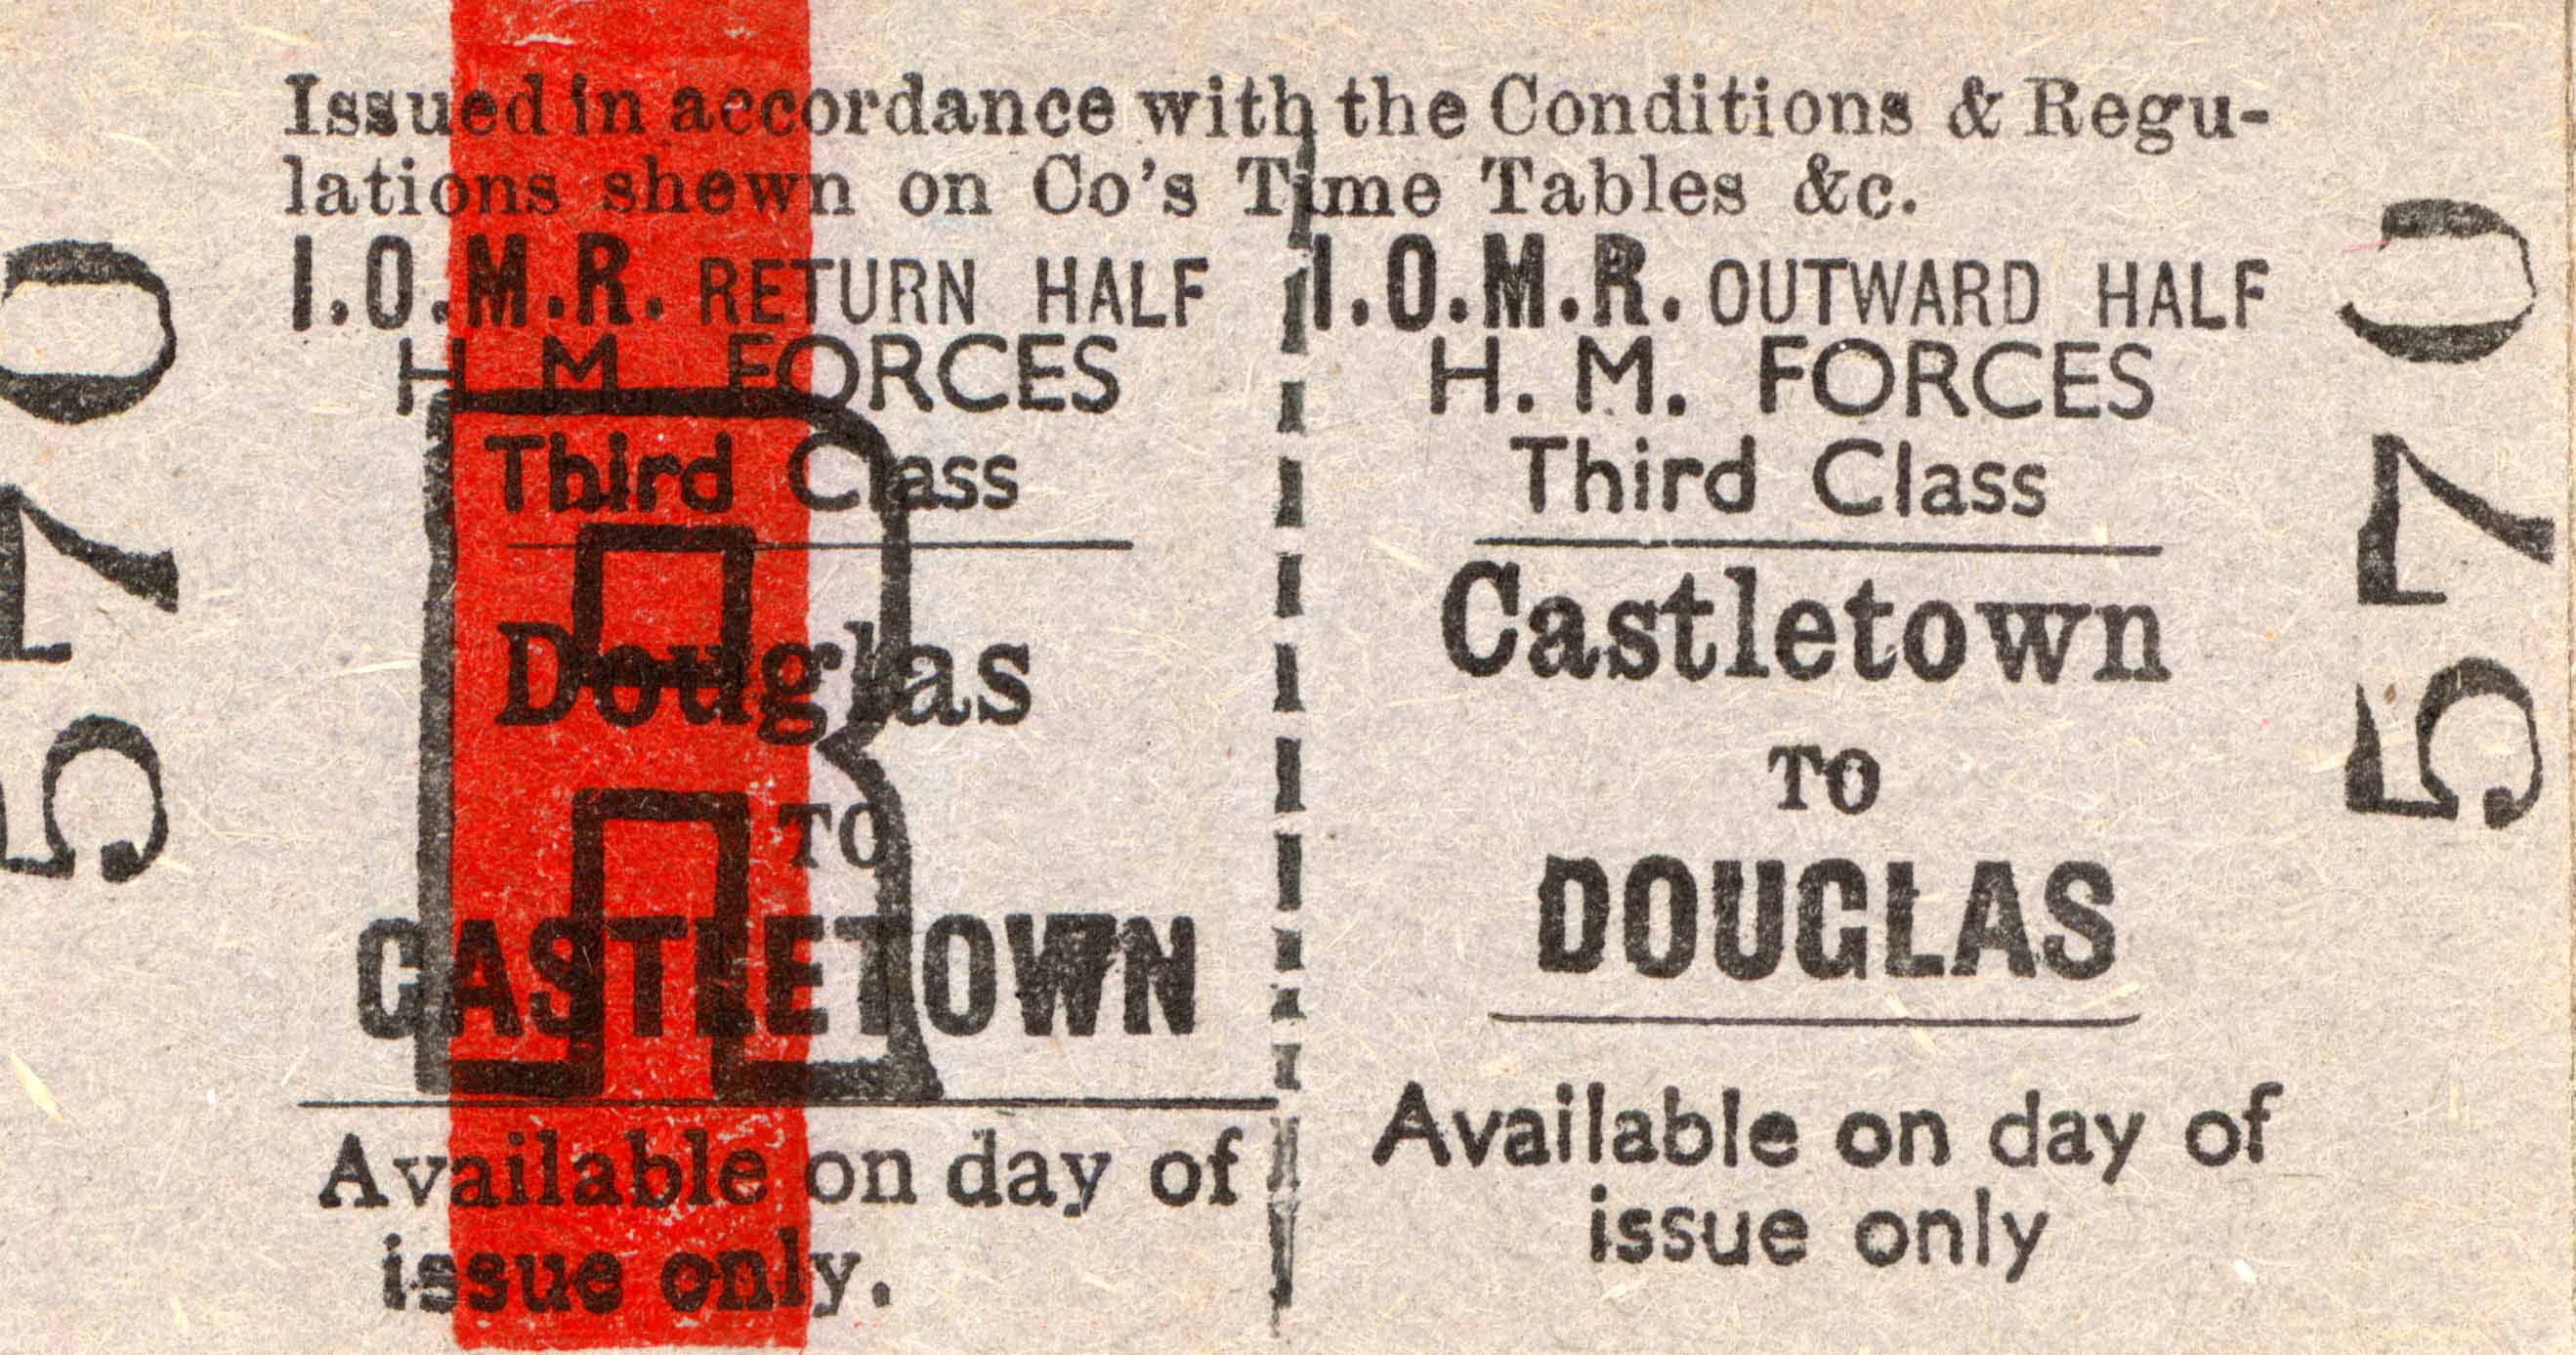 Issued in accordance with the Conditions & Regu-
lations shewn on Co's Time Tables &c.
I.O.M.R. RETURN HALF
H. M. FORCES
Third Class
Douglas
TO
CASTLETOWN
Available on day of
issue only.
R
570
I.O.M.R. OUTWARD HALF
H. M. FORCES
Third Class
Castletown
TO
DOUGLAS
Available on day of
issue only
570